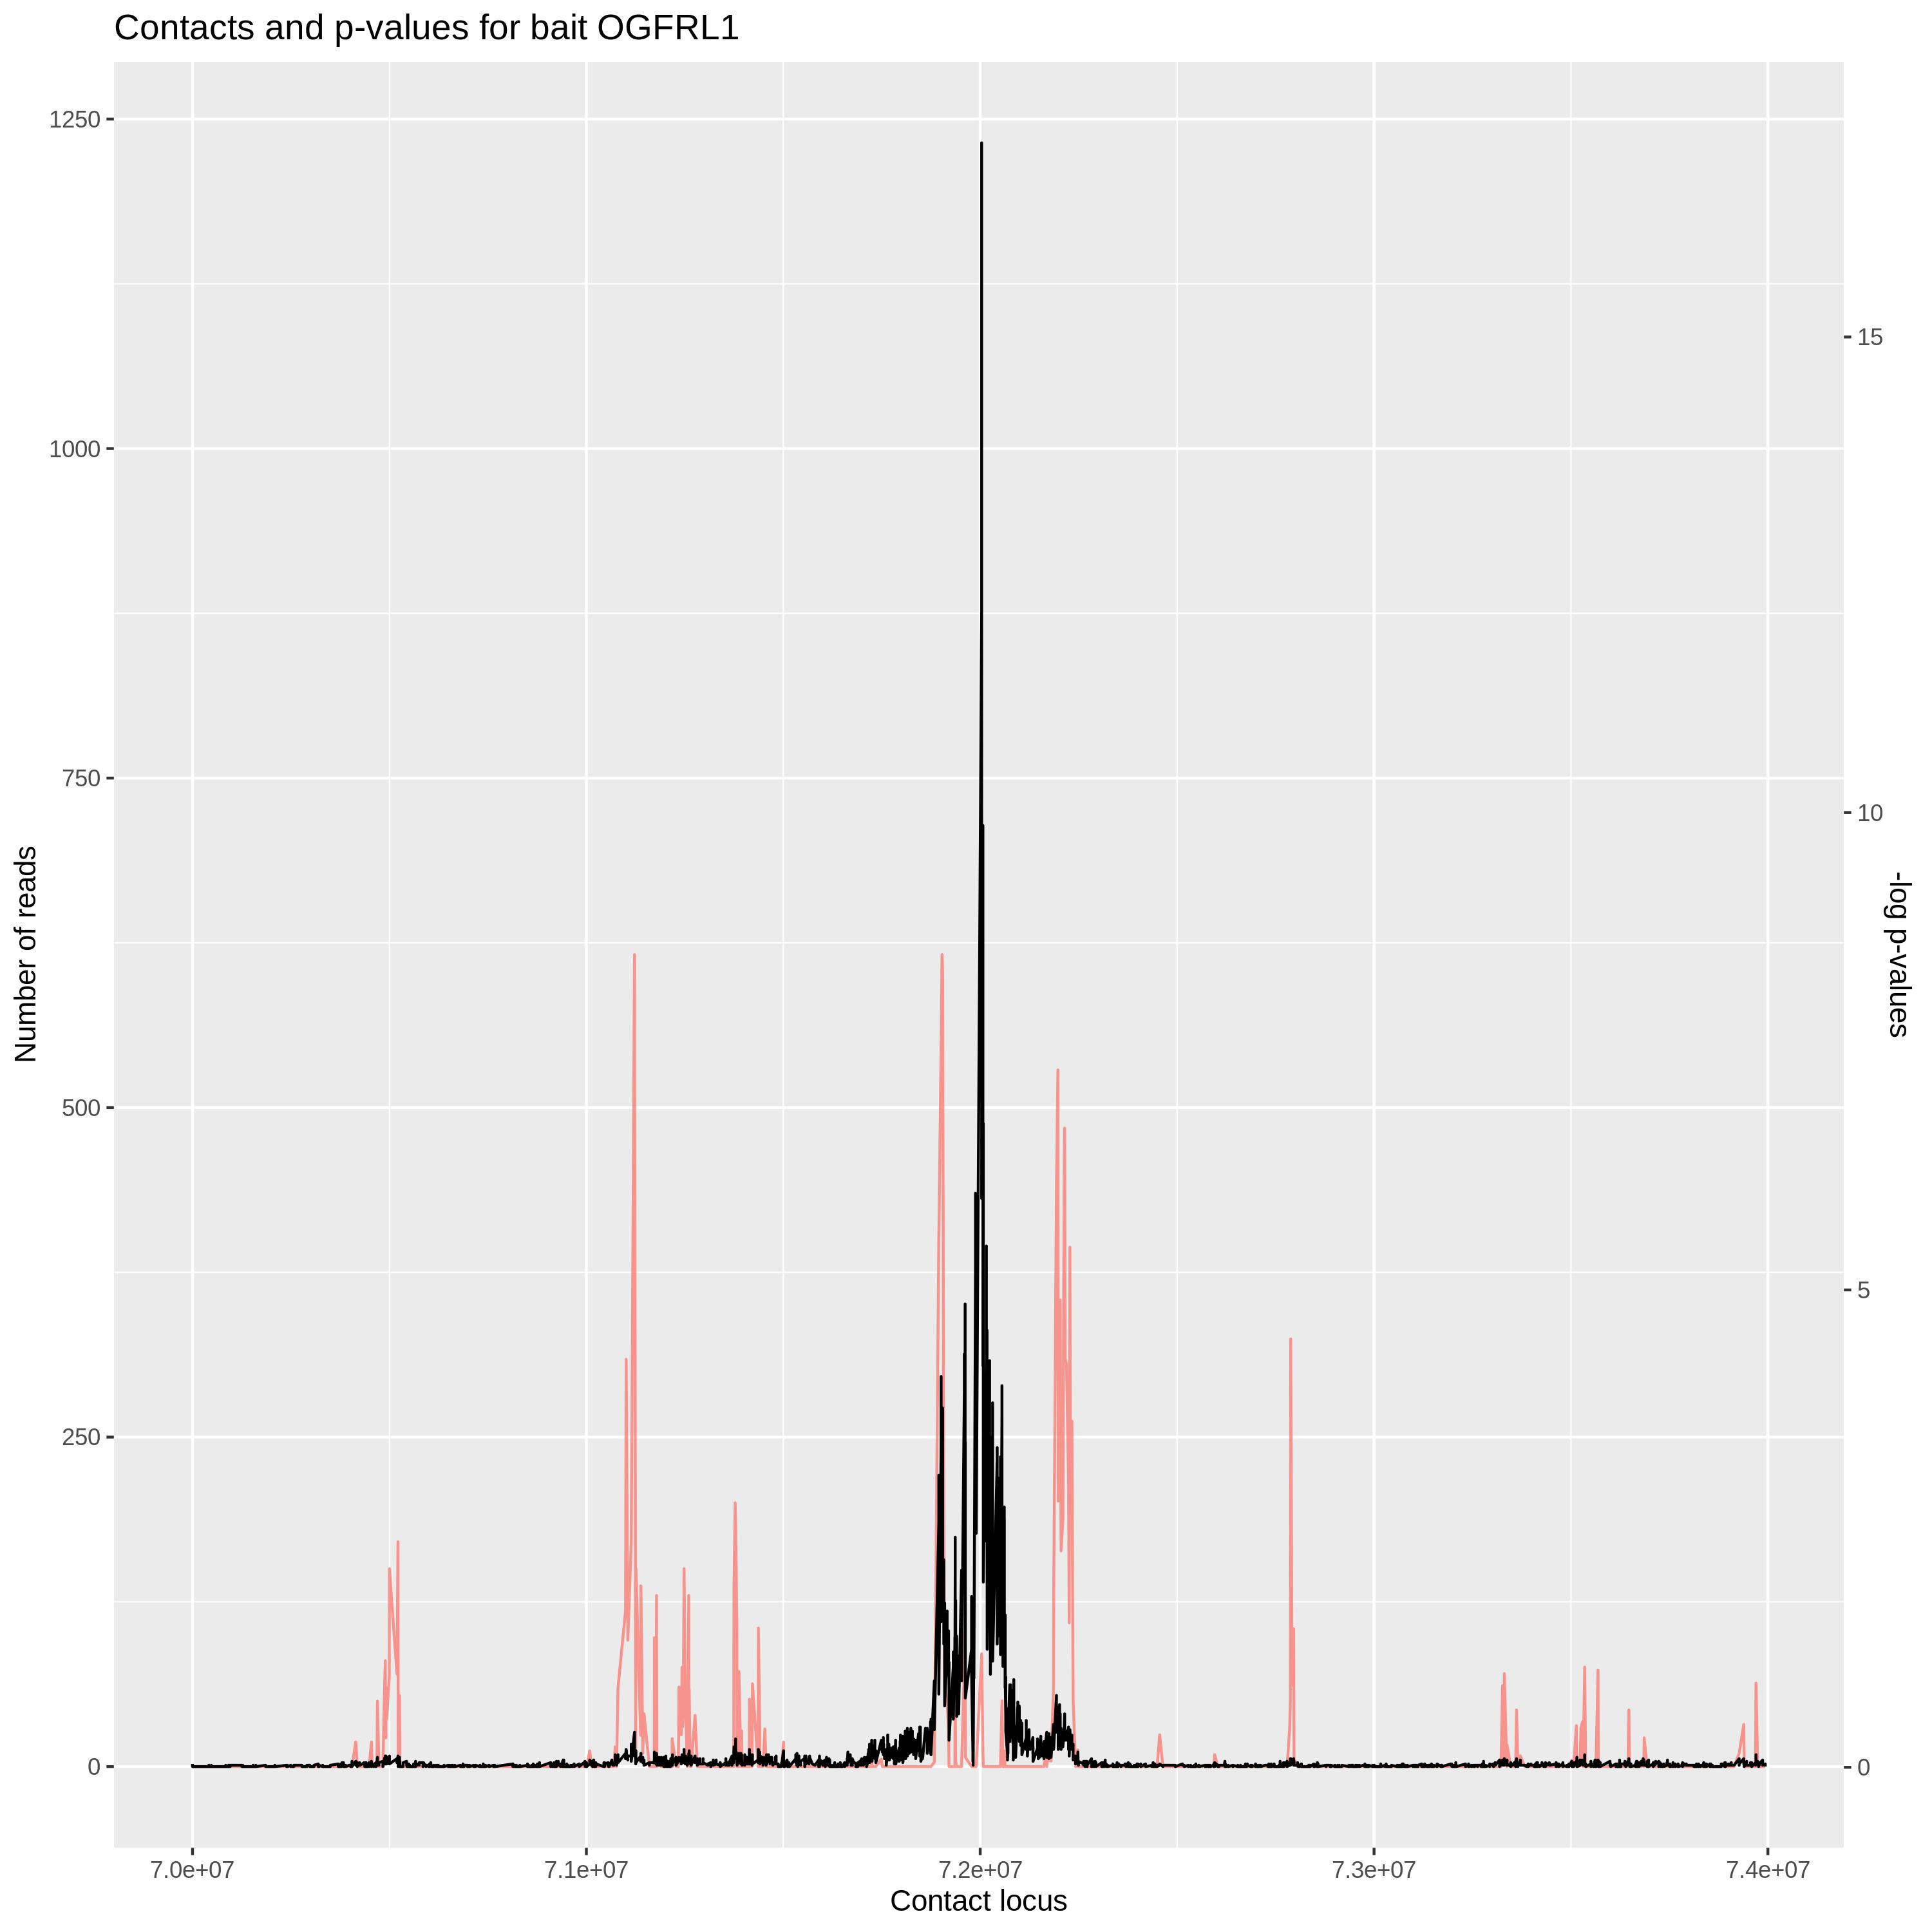 Contacts and p-values for bait OGFRL1
1250
1000
750
500
250
0
Number of reads
15
10
5
0
-log p-values
7.0e+07 7.1e+07 7.2e+07 7.3e+07 7.4e+07
Contact locus